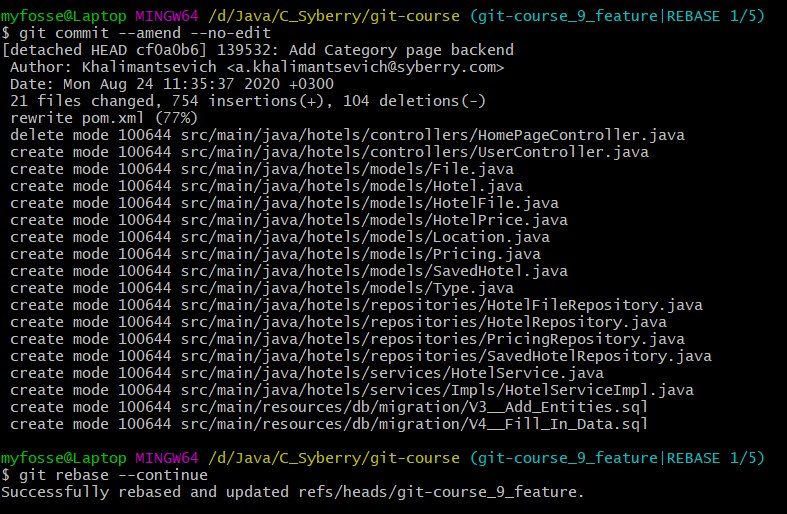 myfosse@Laptop MINGW64 /d/Java/C_Syberry/git-course (git-course_9_feature|REBASE 1/5)
$ git commit --amend --no-edit
[detached HEAD cf0a0b6] 139532: Add Category page backend
 Author: Khalimantsevich <a.khalimantsevich@syberry.com>
 Date: Mon Aug 24 11:35:37 2020 +0300
 21 files changed, 754 insertions(+), 104 deletions(-)
 rewrite pom.xml (77%)
 delete mode 100644 src/main/java/hotels/controllers/HomePageController.java
 create mode 100644 src/main/java/hotels/controllers/UserController.java
 create mode 100644 src/main/java/hotels/models/File.java
 create mode 100644 src/main/java/hotels/models/Hotel.java
 create mode 100644 src/main/java/hotels/models/HotelFile.java
 create mode 100644 src/main/java/hotels/models/HotelPrice.java
 create mode 100644 src/main/java/hotels/models/Location.java
 create mode 100644 src/main/java/hotels/models/Pricing.java
 create mode 100644 src/main/java/hotels/models/SavedHotel.java
 create mode 100644 src/main/java/hotels/models/Type.java
 create mode 100644 src/main/java/hotels/repositories/HotelFileRepository.java
 create mode 100644 src/main/java/hotels/repositories/HotelRepository.java
 create mode 100644 src/main/java/hotels/repositories/PricingRepository.java
 create mode 100644 src/main/java/hotels/repositories/SavedHotelRepository.java
 create mode 100644 src/main/java/hotels/services/HotelService.java
 create mode 100644 src/main/java/hotels/services/Impls/HotelServiceImpl.java
 create mode 100644 src/main/resources/db/migration/V3__Add_Entities.sql
 create mode 100644 src/main/resources/db/migration/V4__Fill_In_Data.sql
myfosse@Laptop MINGW64 /d/Java/C_Syberry/git-course (git-course_9_feature|REBASE 1/5)
$ git rebase --continue
Successfully rebased and updated refs/heads/git-course_9_feature.